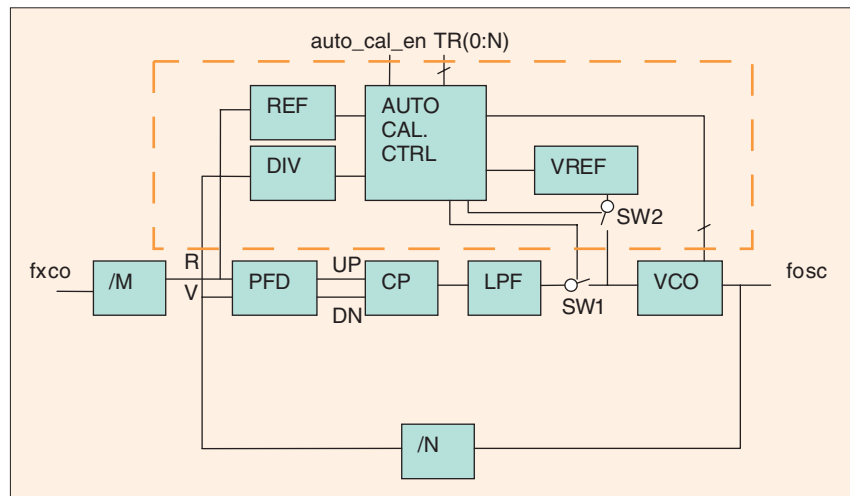 auto_cal_en TR(0:N)
REF
AUTO
CAL.
CTRL
DIV
VREF
SW2
fxco
/M
R
V
PFD
UP
DN
CP
LPF
SW1
VCO
fosc
/N